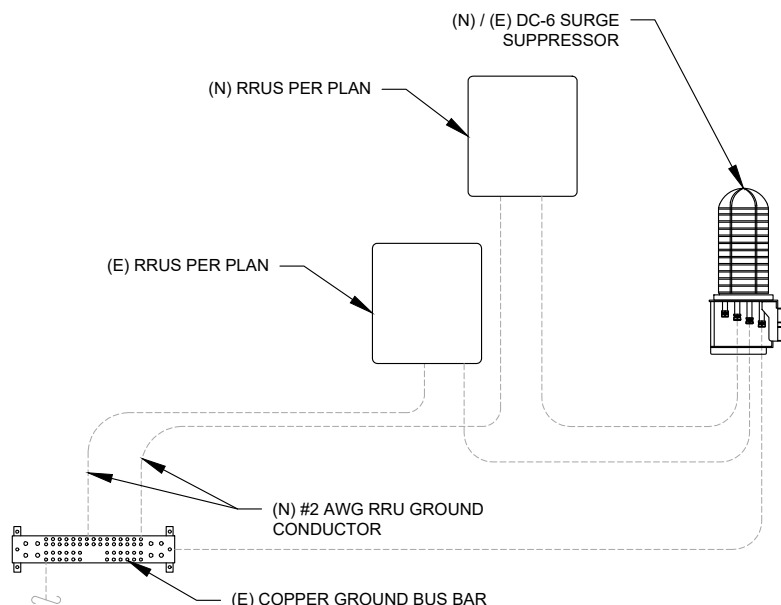 (N) / (E) DC-6 SURGE
SUPPRESSOR
(N) RRUS PER PLAN
(E) RRUS PER PLAN
(N) #2 AWG RRU GROUND
CONDUCTOR
(E) COPPER GROUND BUS BAR